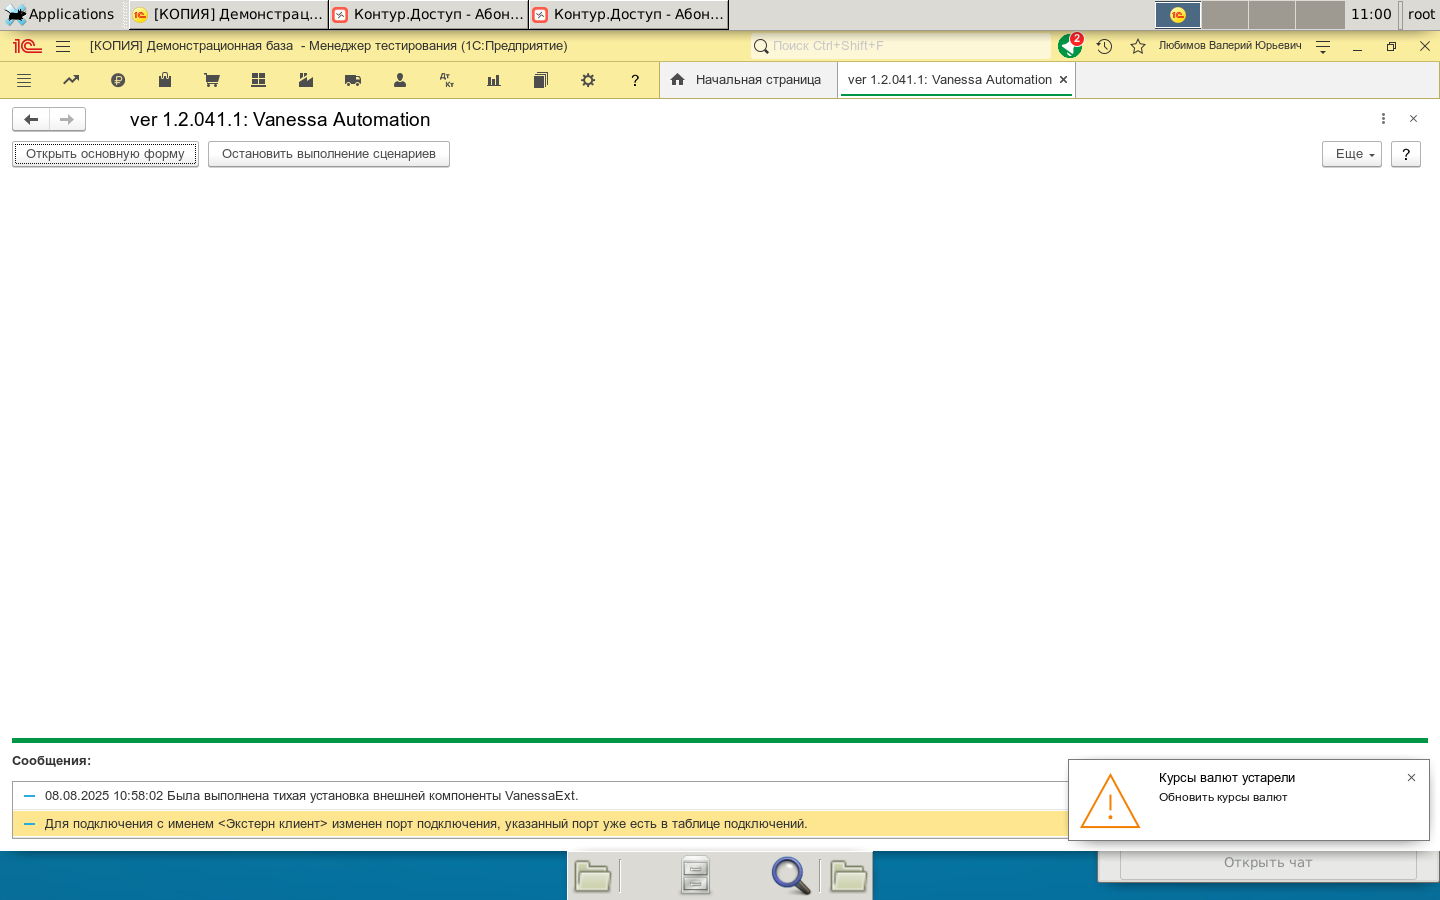 Applications
[КОПИЯ] Демонстрац...
Контур.Доступ - Абон...
Контур.Доступ - Абон...
11:00
root
[КОПИЯ] Демонстрационная база - Менеджер тестирования (1С:Предприятие)
Поиск Ctrl+Shift+F
2
Любимов Валерий Юрьевич
Дт
Кт
?
Начальная страница
ver 1.2.041.1: Vanessa Automation
ver 1.2.041.1: Vanessa Automation
Открыть основную форму
Остановить выполнение сценариев
Еще
?
Сообщения:
08.08.2025 10:58:02 Была выполнена тихая установка внешней компоненты VanessaExt.
Для подключения с именем <Экстерн клиент> изменен порт подключения, указанный порт уже есть в таблице подключений.
Курсы валют устарели
Обновить курсы валют
Открыть чат